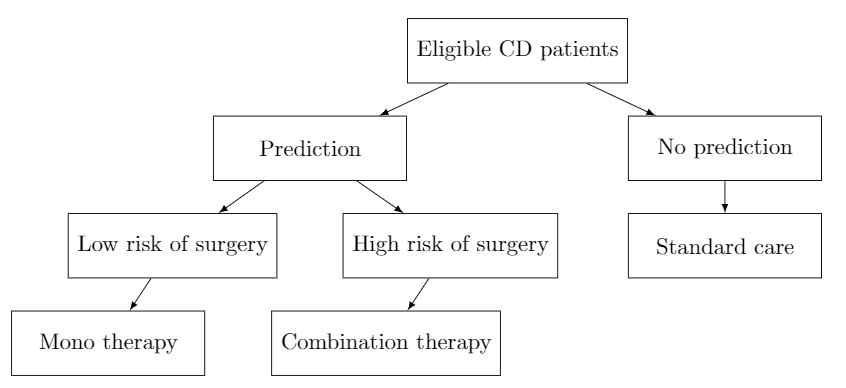 Eligible CD patients
Prediction
No prediction
Low risk of surgery
High risk of surgery
Standard care
Mono therapy
Combination therapy